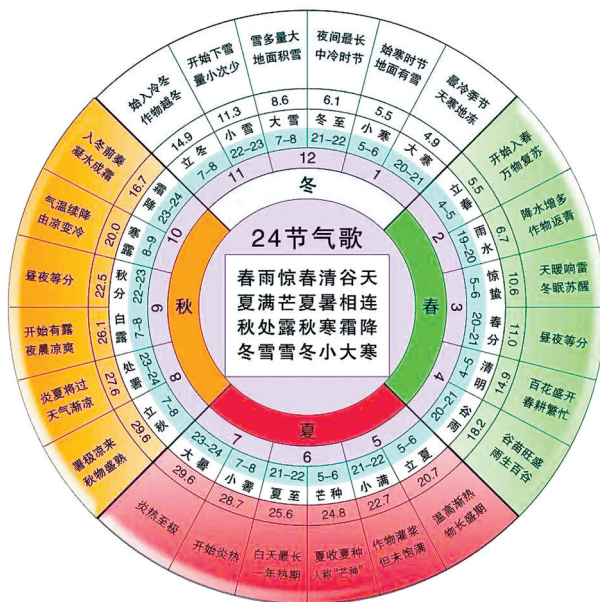 24节气歌
春雨惊春清谷天
夏满芒夏暑相连
秋处露秋寒霜降
冬雪雪冬小大寒
冬
春
夏
秋
1
2
3
4
5
6
7
8
9
10
11
12
夜间最长
中冷时节
6.1
冬至
21–22
始寒时节
地面有雪
5.5
小寒
5–6
最冷季节
天寒地冻
4.9
大寒
20–21
开始入春
万物复苏
5.5
立春
4–5
降水增多
作物返青
6.7
雨水
19–20
天暖响雷
冬眠苏醒
10.6
惊蛰
5–6
昼夜等分
11.0
春分
20–21
百花盛开
春耕繁忙
14.9
清明
4–5
谷苗旺盛
雨生百谷
18.2
谷雨
20–21
温高渐热
物长盛期
20.7
立夏
5–6
作物灌浆
但未饱满
22.7
小满
21–22
夏收夏种
人称“芒种”
24.8
芒种
5–6
白天最长
一年热期
25.6
夏至
21–22
开始炎热
28.7
小暑
7–8
炎热至极
29.6
大暑
23–24
暑极凉来
秋物盛熟
29.6
立秋
7–8
炎夏将过
天气渐凉
27.6
处暑
23–24
开始有露
夜晨凉爽
26.1
白露
7–8
昼夜等分
22.5
秋分
22–23
气温续降
由凉变冷
20.0
寒露
8–9
入冬前奏
凝水成霜
16.7
霜降
23–24
始入冷冬
作物越冬
14.9
立冬
7–8
开始下雪
量小次少
11.3
小雪
22–23
雪多量大
地面积雪
8.6
大雪
7–8